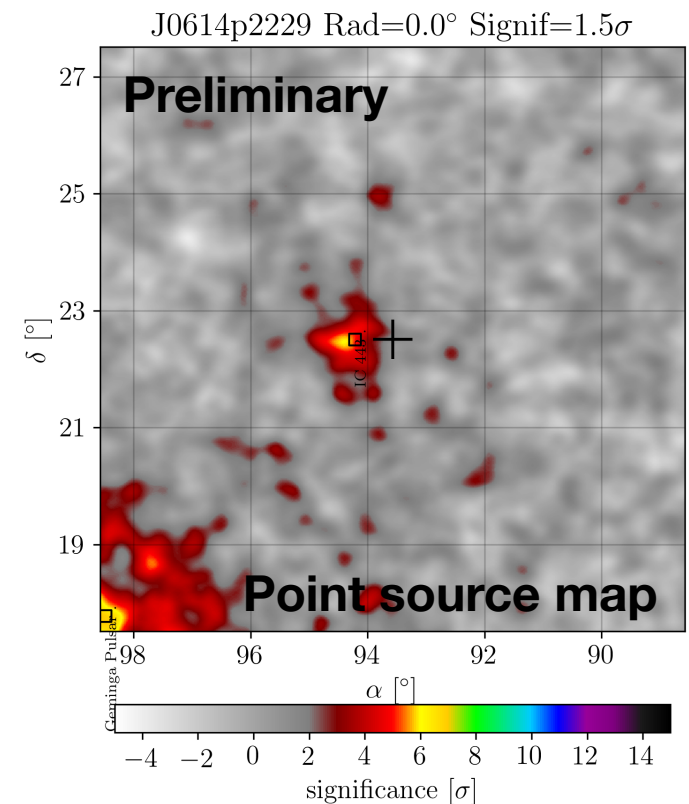 J0614p2229 Rad=0.0° Signif=1.5σ
Preliminary
27
25
23
21
19
δ [°]
IC 443
Point source map
Geminga Pulsar
98 96 94 92 90
α [°]
−4 −2 0 2 4 6 8 10 12 14
significance [σ]